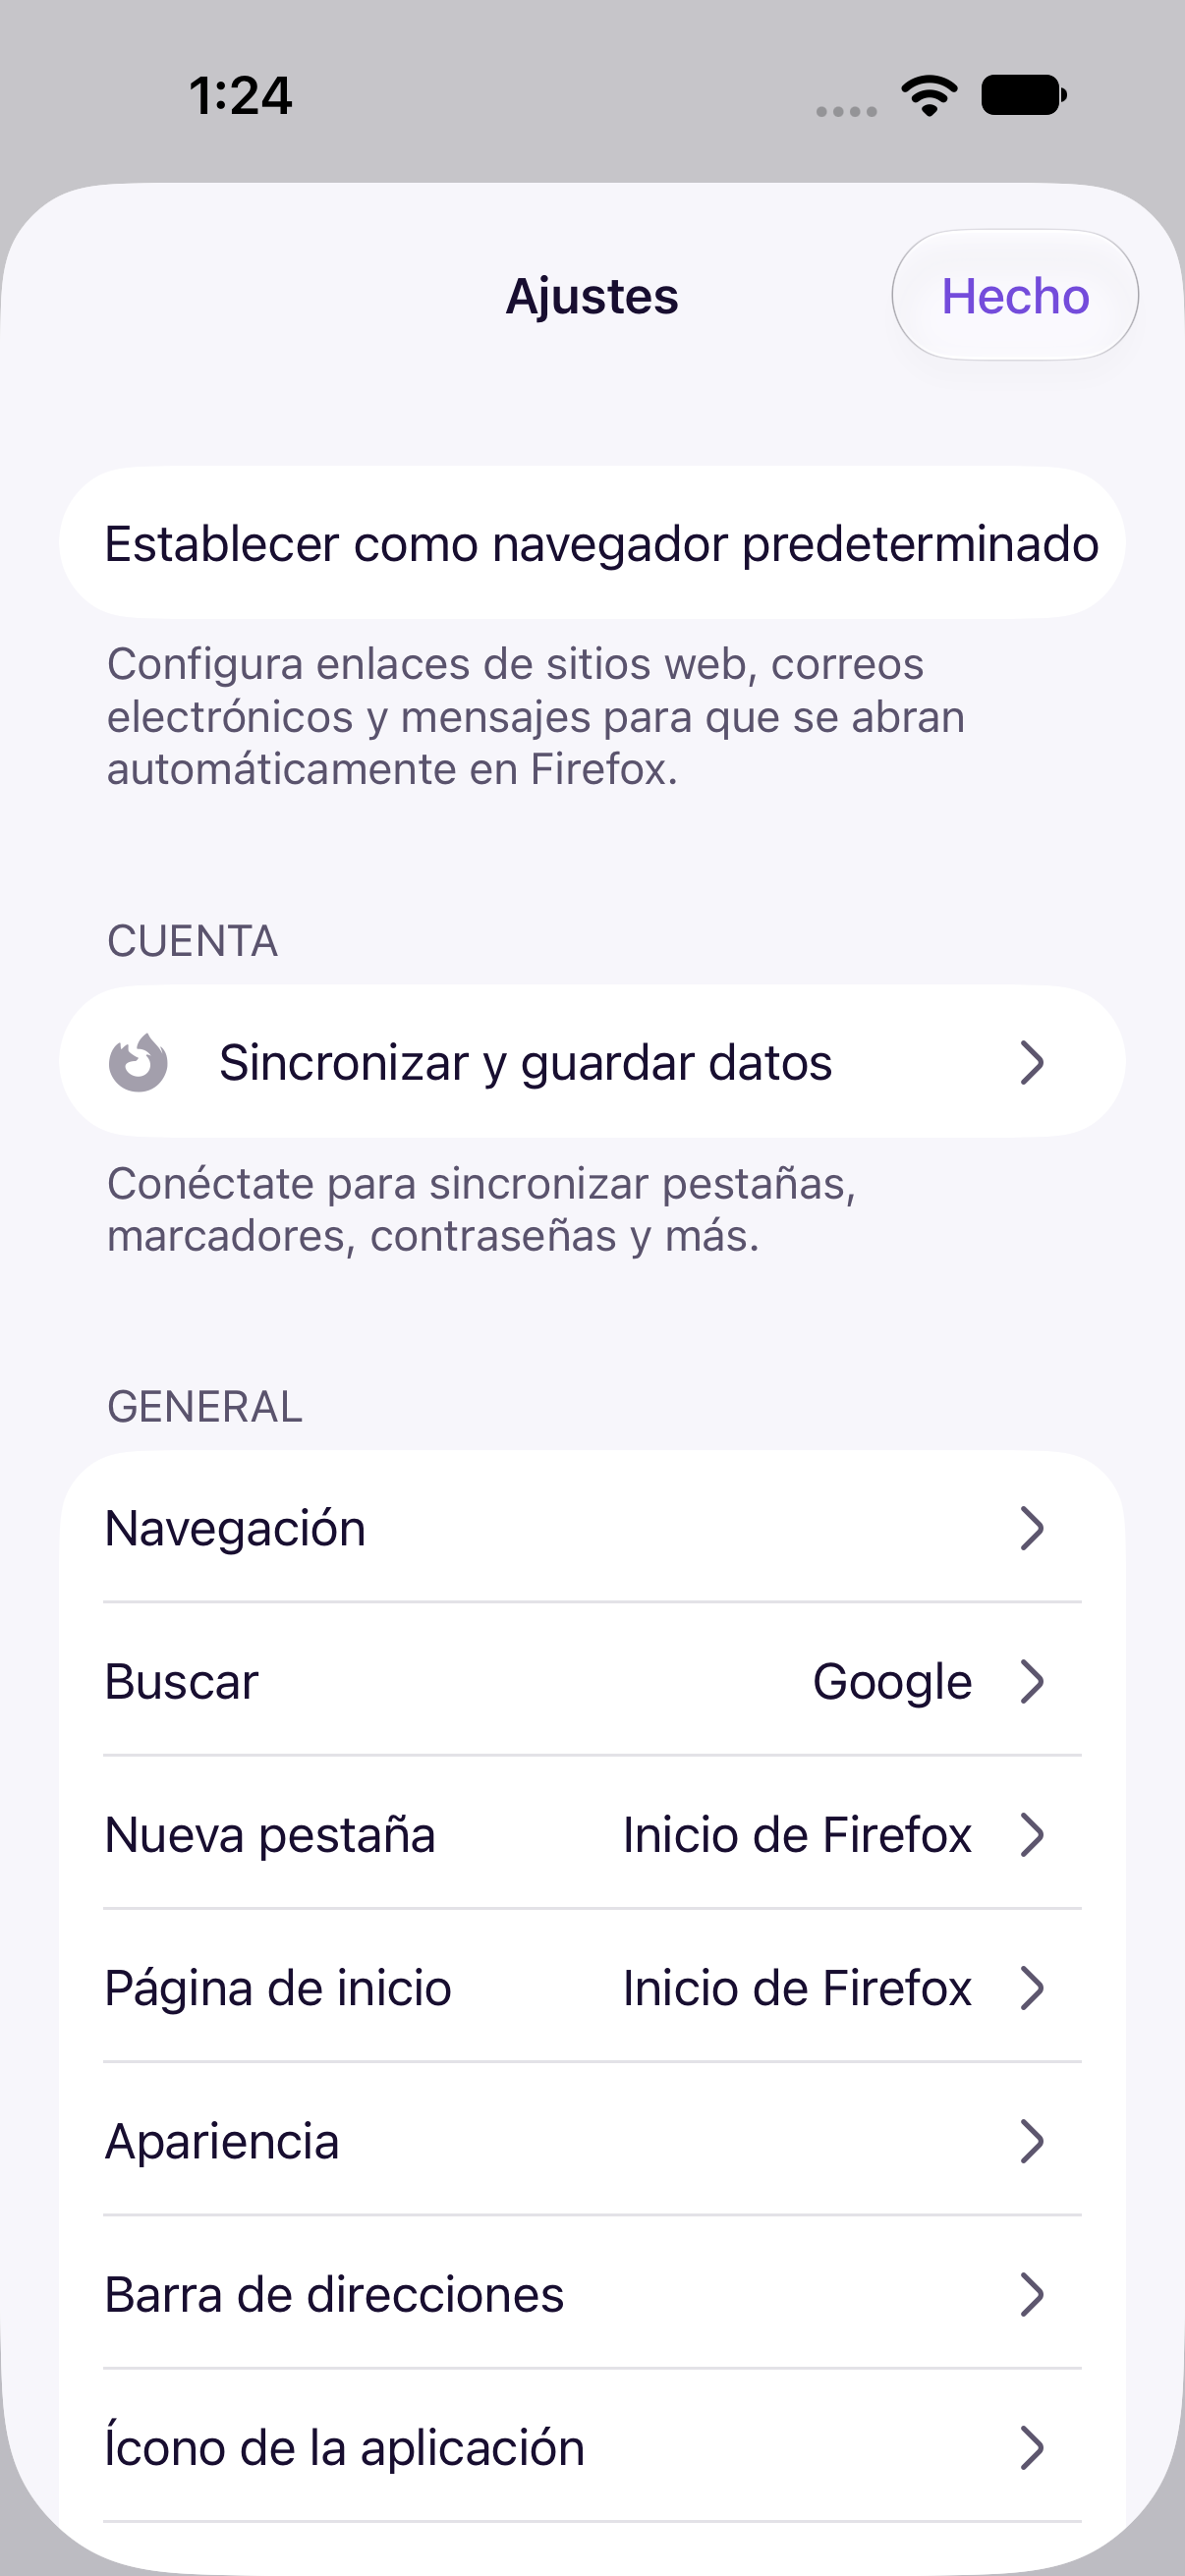 1:24
Ajustes
Hecho
Establecer como navegador predeterminado
Configura enlaces de sitios web, correos
electrónicos y mensajes para que se abran
automáticamente en Firefox.
CUENTA
Sincronizar y guardar datos
Conéctate para sincronizar pestañas,
marcadores, contraseñas y más.
GENERAL
Navegación
Buscar Google
Nueva pestaña Inicio de Firefox
Página de inicio Inicio de Firefox
Apariencia
Barra de direcciones
Ícono de la aplicación